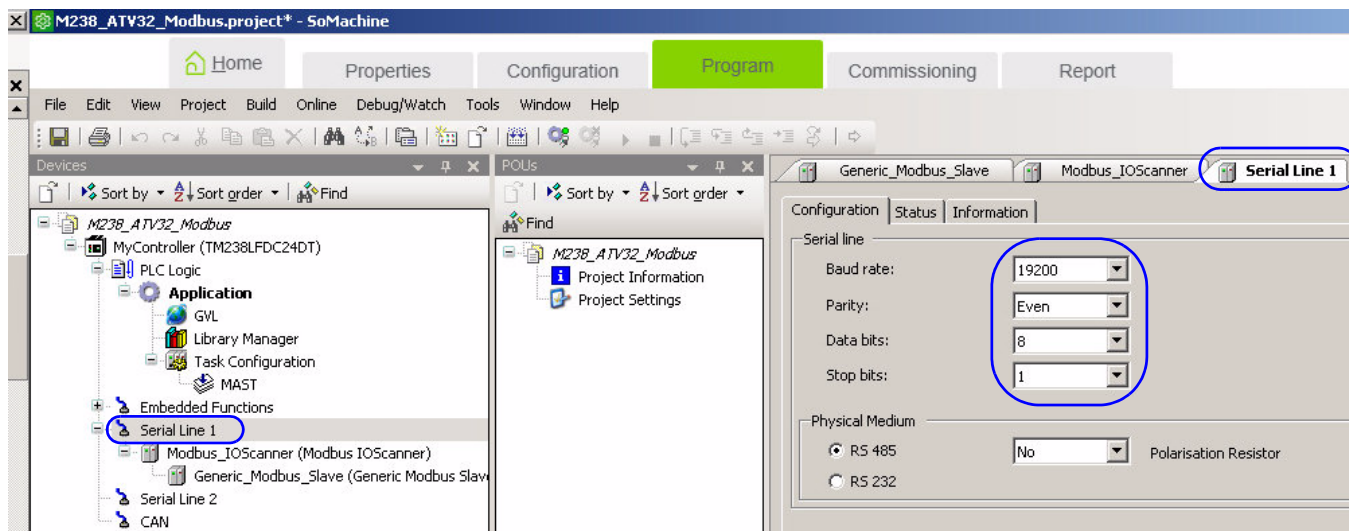 M238_ATV32_Modbus.project* - SoMachine
Home
Properties
Configuration
Program
Commissioning
Report
File Edit View Project Build Online Debug/Watch Tools Window Help
Devices
Sort by
Sort order
Find
M238_ATV32_Modbus
MyController (TM238LFDC24DT)
PLC Logic
Application
GVL
Library Manager
Task Configuration
MAST
Embedded Functions
Serial Line 1
Modbus_IOScanner (Modbus IOScanner)
Generic_Modbus_Slave (Generic Modbus Slav
Serial Line 2
CAN
POUs
Sort by
Sort order
Find
M238_ATV32_Modbus
Project Information
Project Settings
Generic_Modbus_Slave
Modbus_IOScanner
Serial Line 1
Configuration
Status
Information
Serial line
Baud rate: 19200
Parity: Even
Data bits: 8
Stop bits: 1
Physical Medium
RS 485 No Polarisation Resistor
RS 232